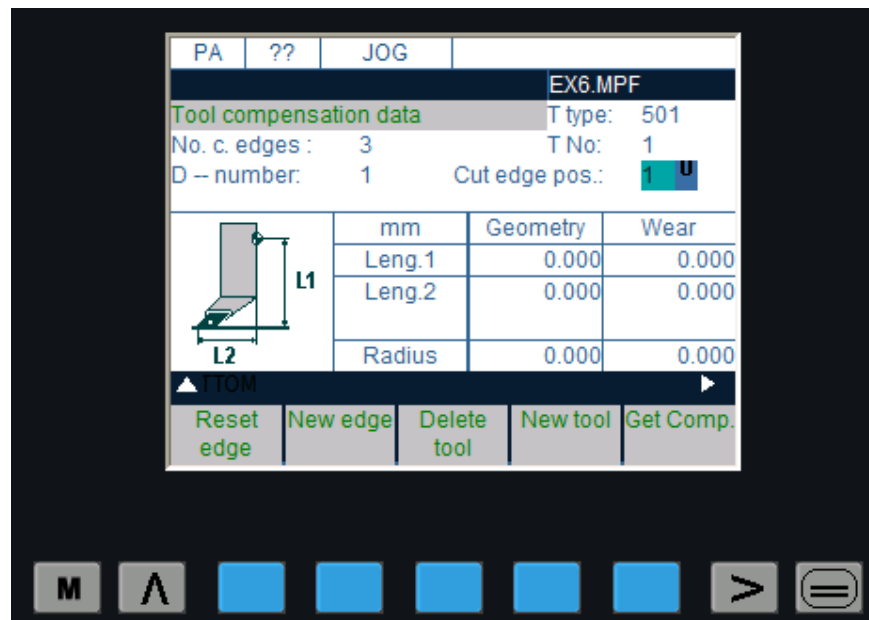 PA ?? JOG
EX6.MPF
Tool compensation data T type: 501
No. c. edges : 3 T No: 1
D -- number: 1 Cut edge pos.: 1 U
mm Geometry Wear
L1 Leng.1 0.000 0.000
Leng.2 0.000 0.000
L2 Radius 0.000 0.000
TTOM
Reset edge New edge Delete tool New tool Get Comp.
M Λ > =